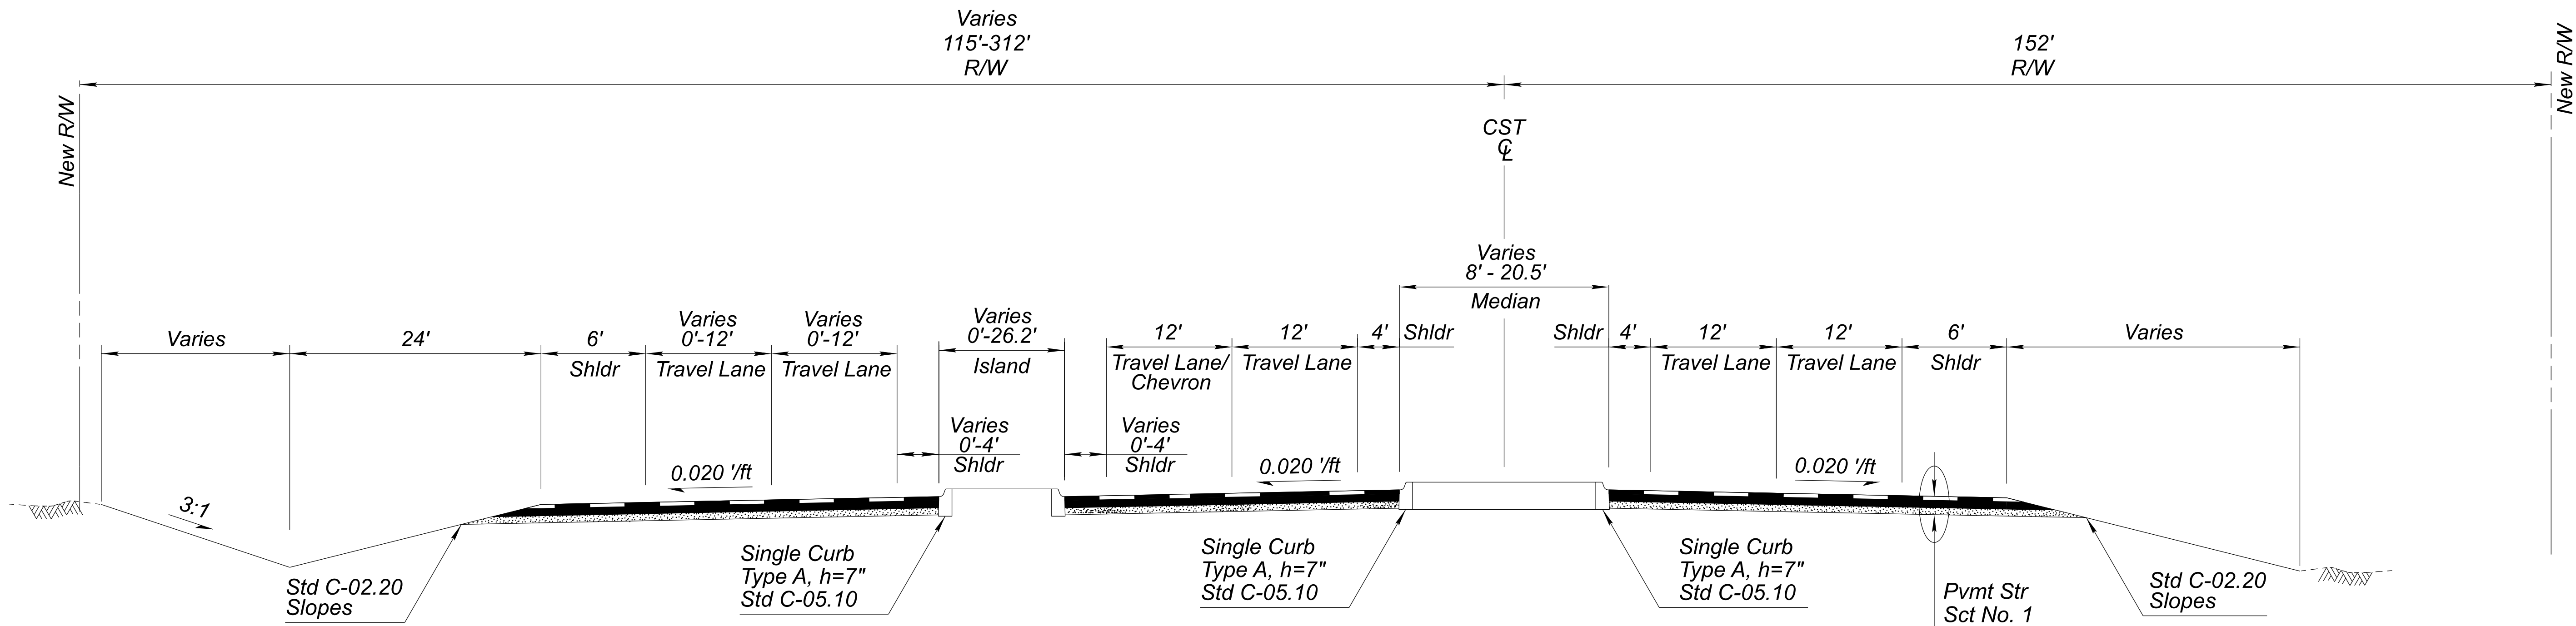 Varies
115'-312'
R/W
152'
R/W
New R/W
New R/W
CST
CL
Varies
8' - 20.5'
Median
Varies
24'
6'
Shldr
Varies
0'-12'
Travel Lane
Varies
0'-12'
Travel Lane
Varies
0'-26.2'
Island
12'
Travel Lane/
Chevron
12'
Travel Lane
4'
Shldr
Shldr
4'
12'
Travel Lane
12'
Travel Lane
6'
Shldr
Varies
Varies
0'-4'
Shldr
Varies
0'-4'
Shldr
0.020 '/ft
0.020 '/ft
0.020 '/ft
3:1
Std C-02.20
Slopes
Single Curb
Type A, h=7"
Std C-05.10
Single Curb
Type A, h=7"
Std C-05.10
Single Curb
Type A, h=7"
Std C-05.10
Pvmt Str
Sct No. 1
Std C-02.20
Slopes